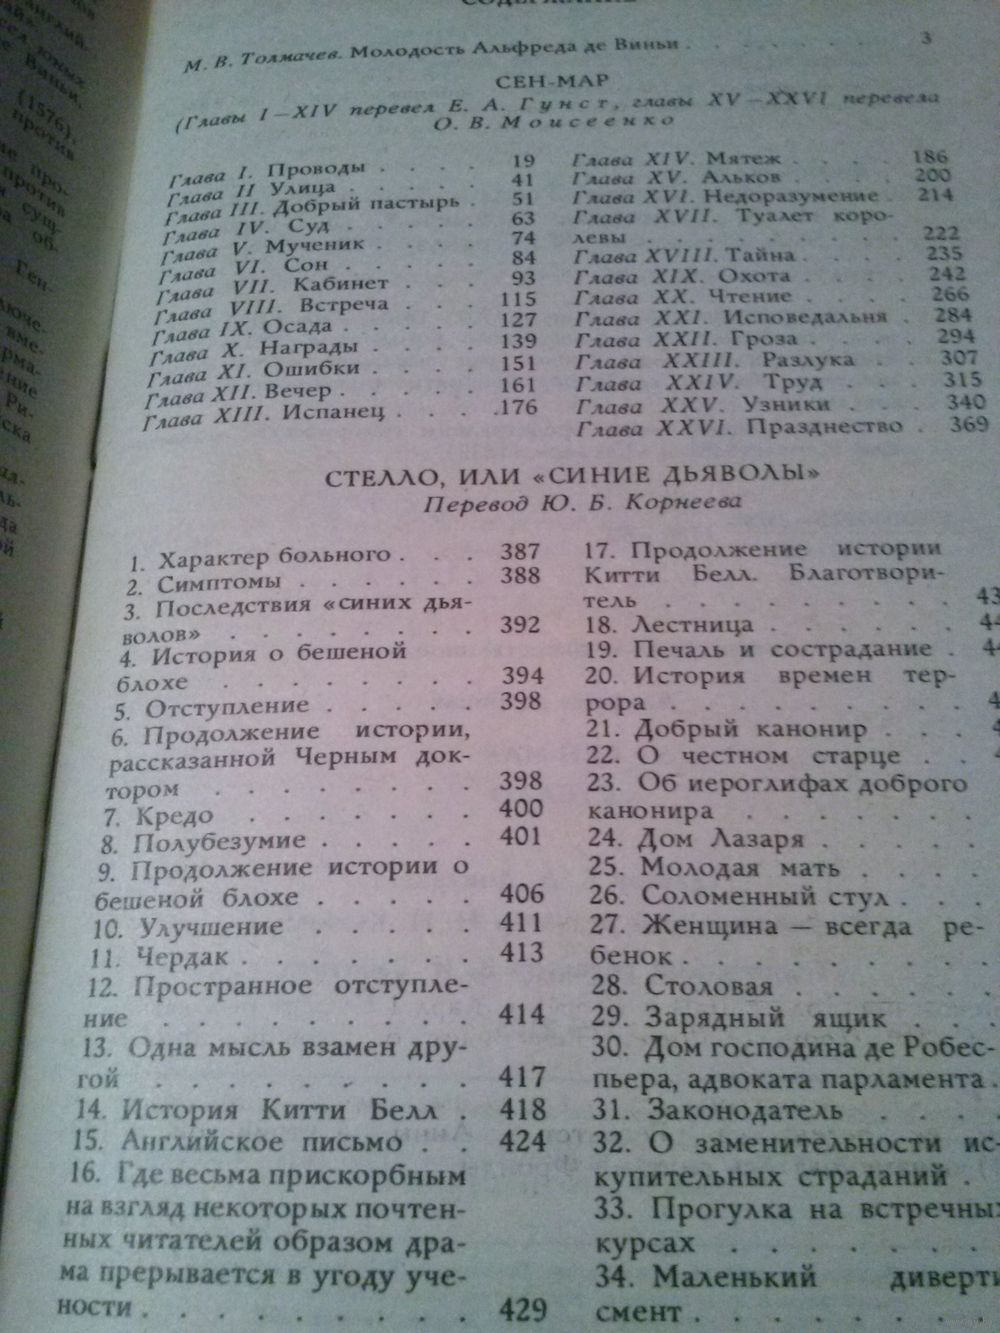 СОДЕРЖАНИЕ
М. В. Толмачев. Молодость Альфреда де Виньи . . . . . . . 3
СЕН-МАР
(Главы I—XIV перевел Е. А. Гунст, главы XV—XXVI перевела
О. В. Моисеенко
Глава I. Проводы . . . . 19
Глава II Улица . . . . . 41
Глава III. Добрый пастырь . 51
Глава IV. Суд . . . . . 63
Глава V. Мученик . . . . 74
Глава VI. Сон . . . . . 84
Глава VII. Кабинет . . . 93
Глава VIII. Встреча . . . 115
Глава IX. Осада . . . . 127
Глава X. Награды . . . . 139
Глава XI. Ошибки . . . . 151
Глава XII. Вечер . . . . 161
Глава XIII. Испанец . . . . 176
Глава XIV. Мятеж . . . . 186
Глава XV. Альков . . . . 200
Глава XVI. Недоразумение . 214
Глава XVII. Туалет коро-
левы . . . . . . . . 222
Глава XVIII. Тайна . . . . 235
Глава XIX. Охота . . . . 242
Глава XX. Чтение . . . . 266
Глава XXI. Исповедальня . 284
Глава XXII. Гроза . . . . 294
Глава XXIII. Разлука . . 307
Глава XXIV. Труд . . . 315
Глава XXV. Узники . . . 340
Глава XXVI. Празднество . 369
СТЕЛЛО, ИЛИ «СИНИЕ ДЬЯВОЛЫ»
Перевод Ю. Б. Корнеева
1. Характер больного . . . 387
2. Симптомы . . . . . . 388
3. Последствия «синих дья-
волов» . . . . . . . . 392
4. История о бешеной
блохе . . . . . . . . 394
5. Отступление . . . . . 398
6. Продолжение истории,
рассказанной Черным док-
тором . . . . . . . . 398
7. Кредо . . . . . . . 400
8. Полубезумие . . . . . 401
9. Продолжение истории о
бешеной блохе . . . . . 406
10. Улучшение . . . . . 411
11. Чердак . . . . . . . 413
12. Пространное отступле-
ние . . . . . . . . . 414
13. Одна мысль взамен дру-
гой . . . . . . . . . 417
14. История Китти Белл . 418
15. Английское письмо . . 424
16. Где весьма прискорбным
на взгляд некоторых почтен-
ных читателей образом дра-
ма прерывается в угоду уче-
ности . . . . . . . . . 429
17. Продолжение истории
Китти Белл. Благотвори-
тель . . . . . . . . . 43
18. Лестница . . . . . . 44
19. Печаль и сострадание . 4
20. История времен тер-
рора . . . . . . . . . 4
21. Добрый канонир . . . 4
22. О честном старце . .
23. Об иероглифах доброго
канонира . . . . . . .
24. Дом Лазаря . . . . .
25. Молодая мать . . . .
26. Соломенный стул . . .
27. Женщина — всегда ре-
бенок . . . . . . . . .
28. Столовая . . . . . .
29. Зарядный ящик . . .
30. Дом господина де Робес-
пьера, адвоката парламента .
31. Законодатель . . . .
32. О заменительности ис-
купительных страданий .
33. Прогулка на встречных
курсах . . . . . . . .
34. Маленький диверти
смент . . . . . . . . .